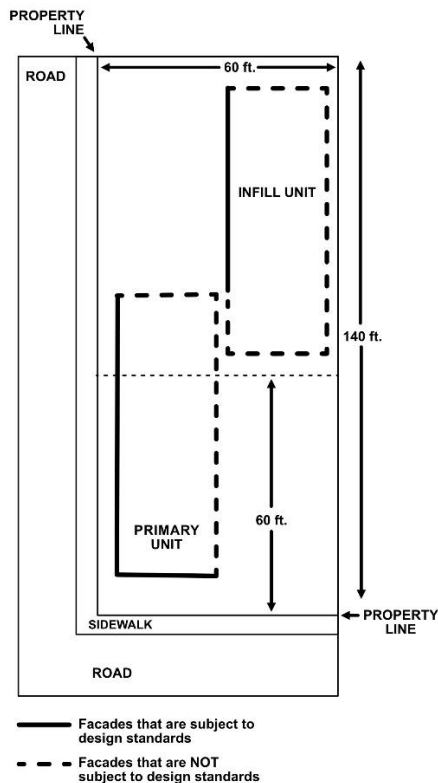 PROPERTY
LINE
ROAD
60 ft.
INFILL UNIT
140 ft.
60 ft.
PRIMARY
UNIT
PROPERTY
LINE
SIDEWALK
ROAD
Facades that are subject to
design standards
Facades that are NOT
subject to design standards